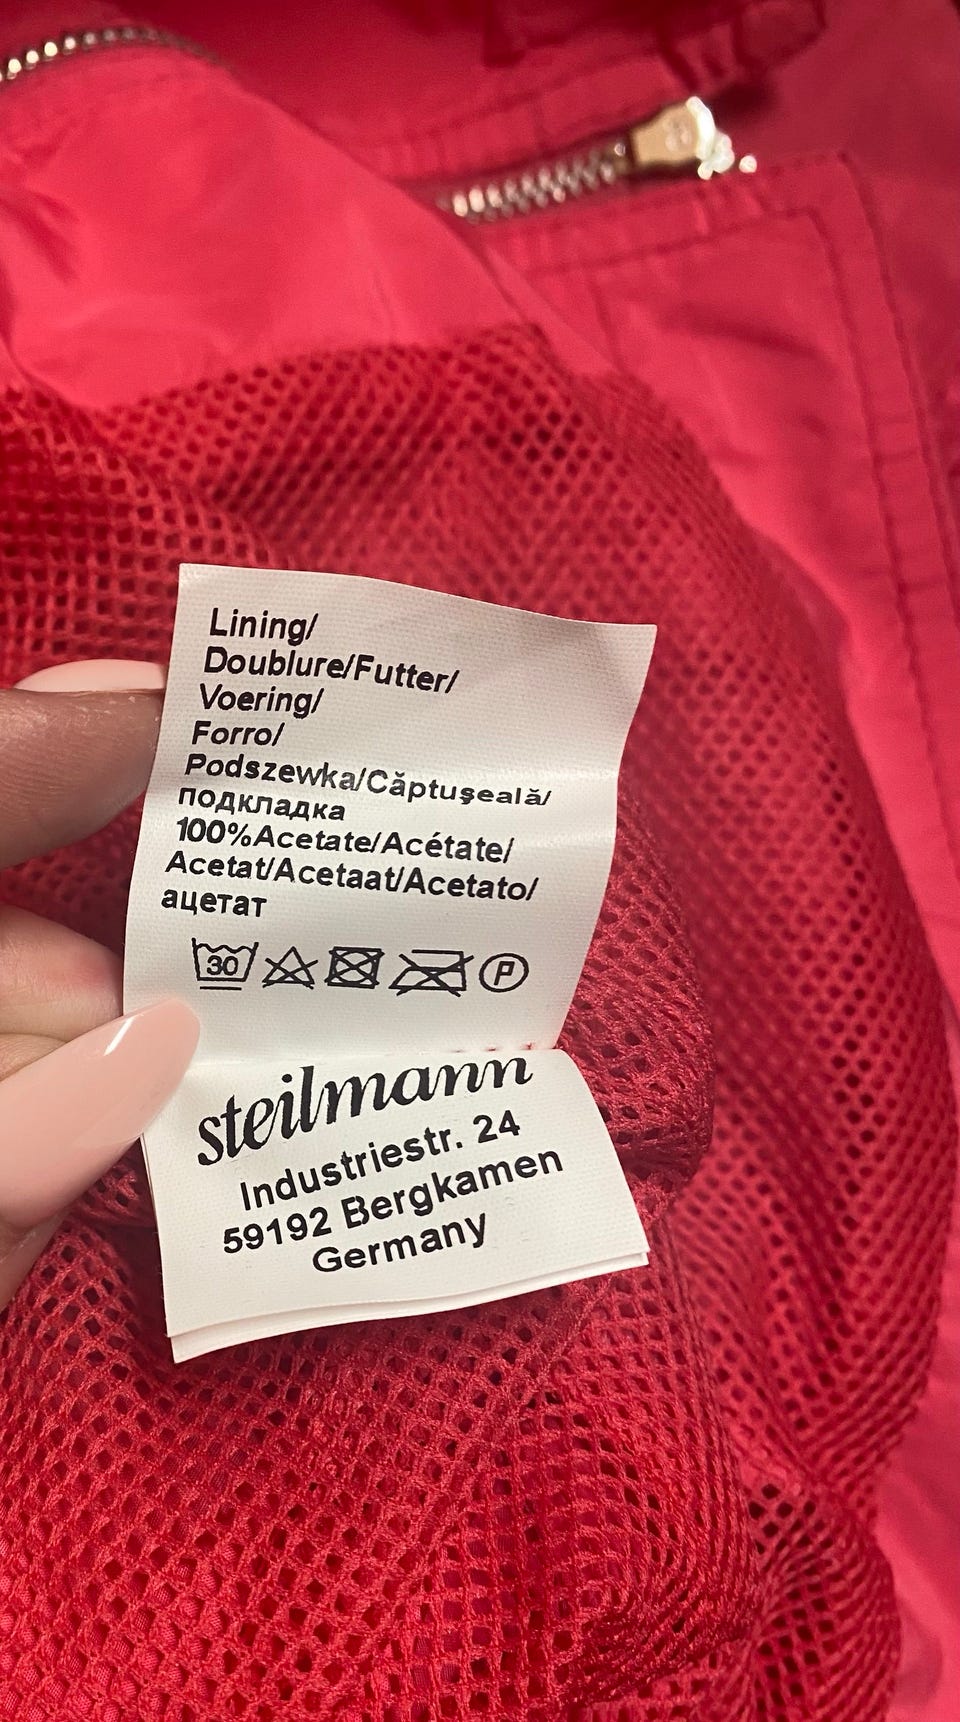 Lining/
Doublure/Futter/
Voering/
Forro/
Podszewka/Căptuşeală/
подкладка
100%Acetate/Acétate/
Acetat/Acetaat/Acetato/
ацетат
30 P
steilmann
Industriestr. 24
59192 Bergkamen
Germany